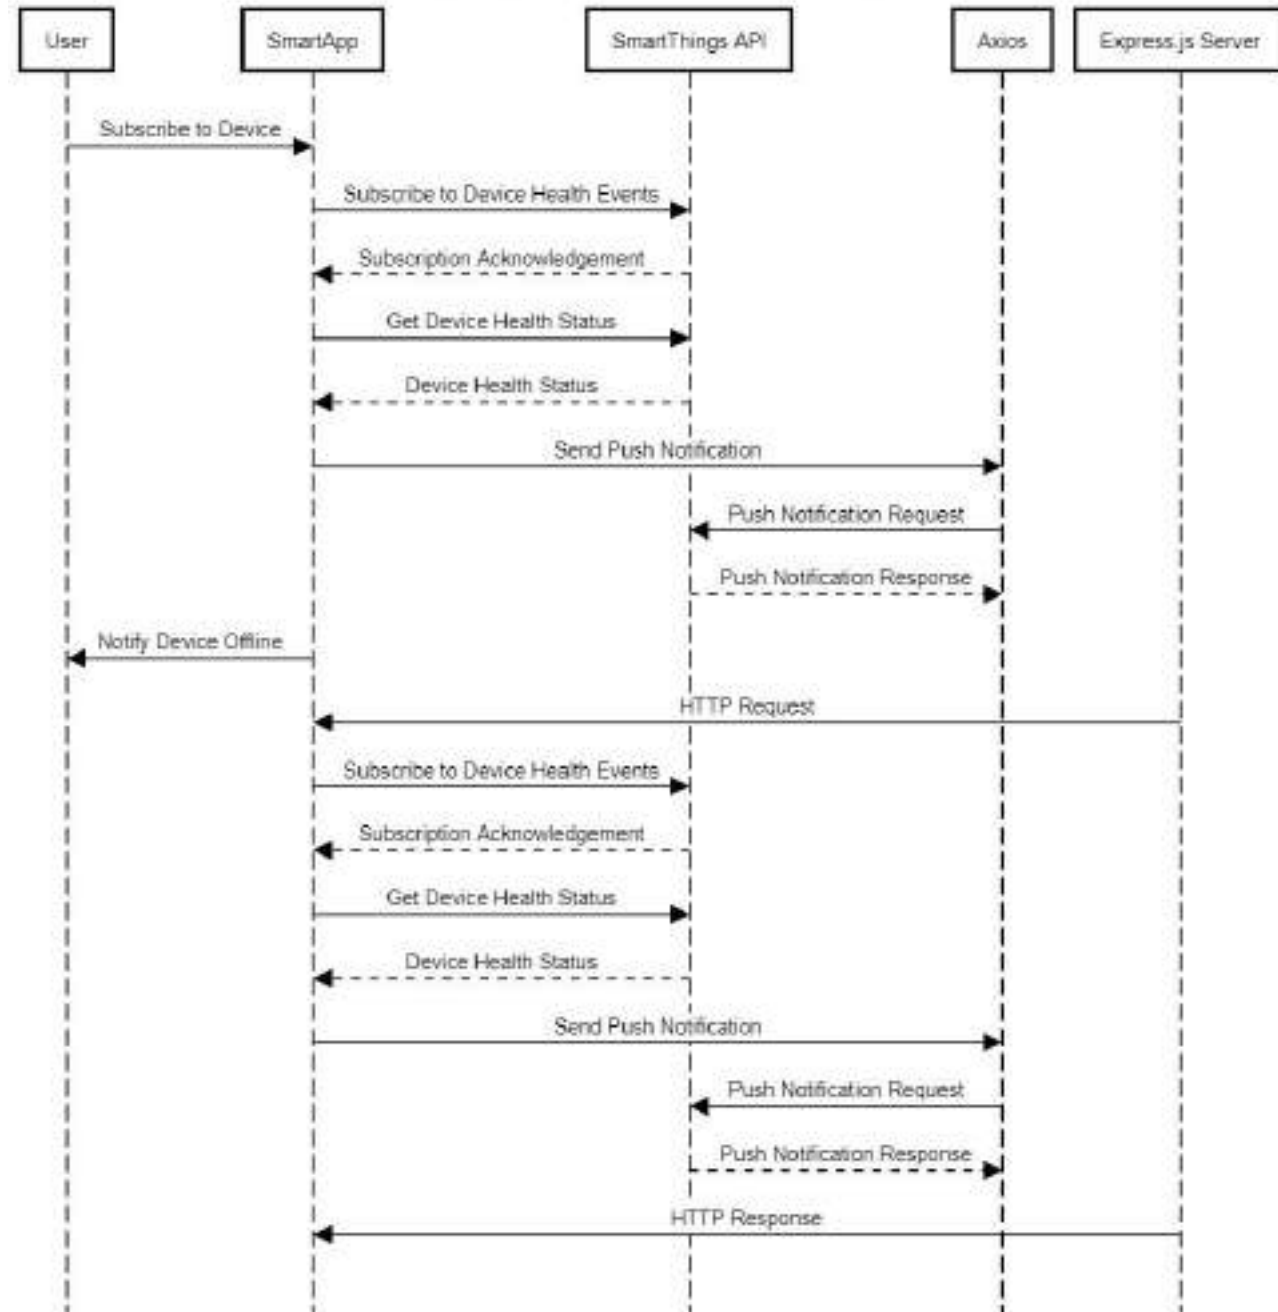 User
SmartApp
SmartThings API
Axios
Express.js Server
Subscribe to Device
Subscribe to Device Health Events
Subscription Acknowledgement
Get Device Health Status
Device Health Status
Send Push Notification
Push Notification Request
Push Notification Response
Notify Device Offline
HTTP Request
Subscribe to Device Health Events
Subscription Acknowledgement
Get Device Health Status
Device Health Status
Send Push Notification
Push Notification Request
Push Notification Response
HTTP Response